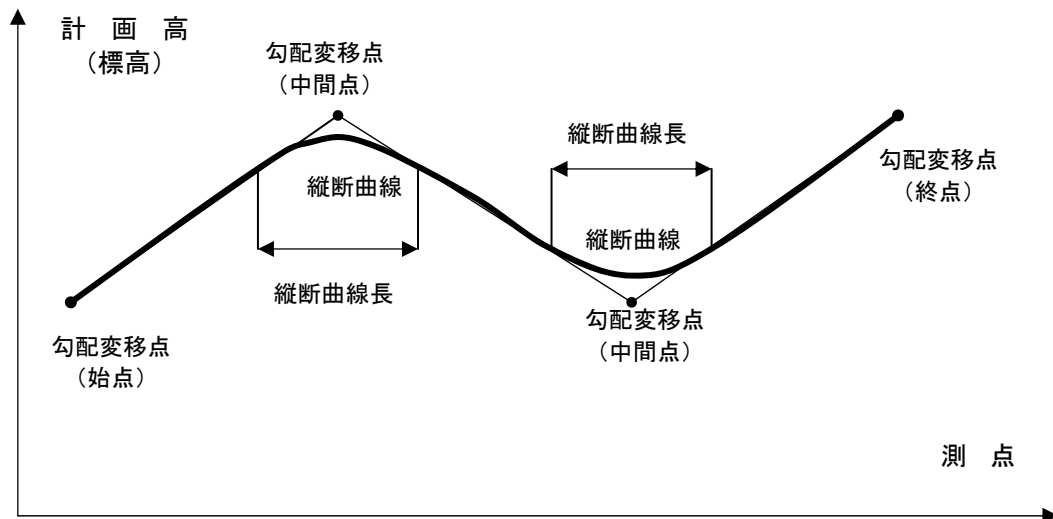 計　画　高
（標高）
勾配変移点
（中間点）
縦断曲線
縦断曲線長
縦断曲線長
縦断曲線
勾配変移点
（終点）
勾配変移点
（始点）
勾配変移点
（中間点）
測　点